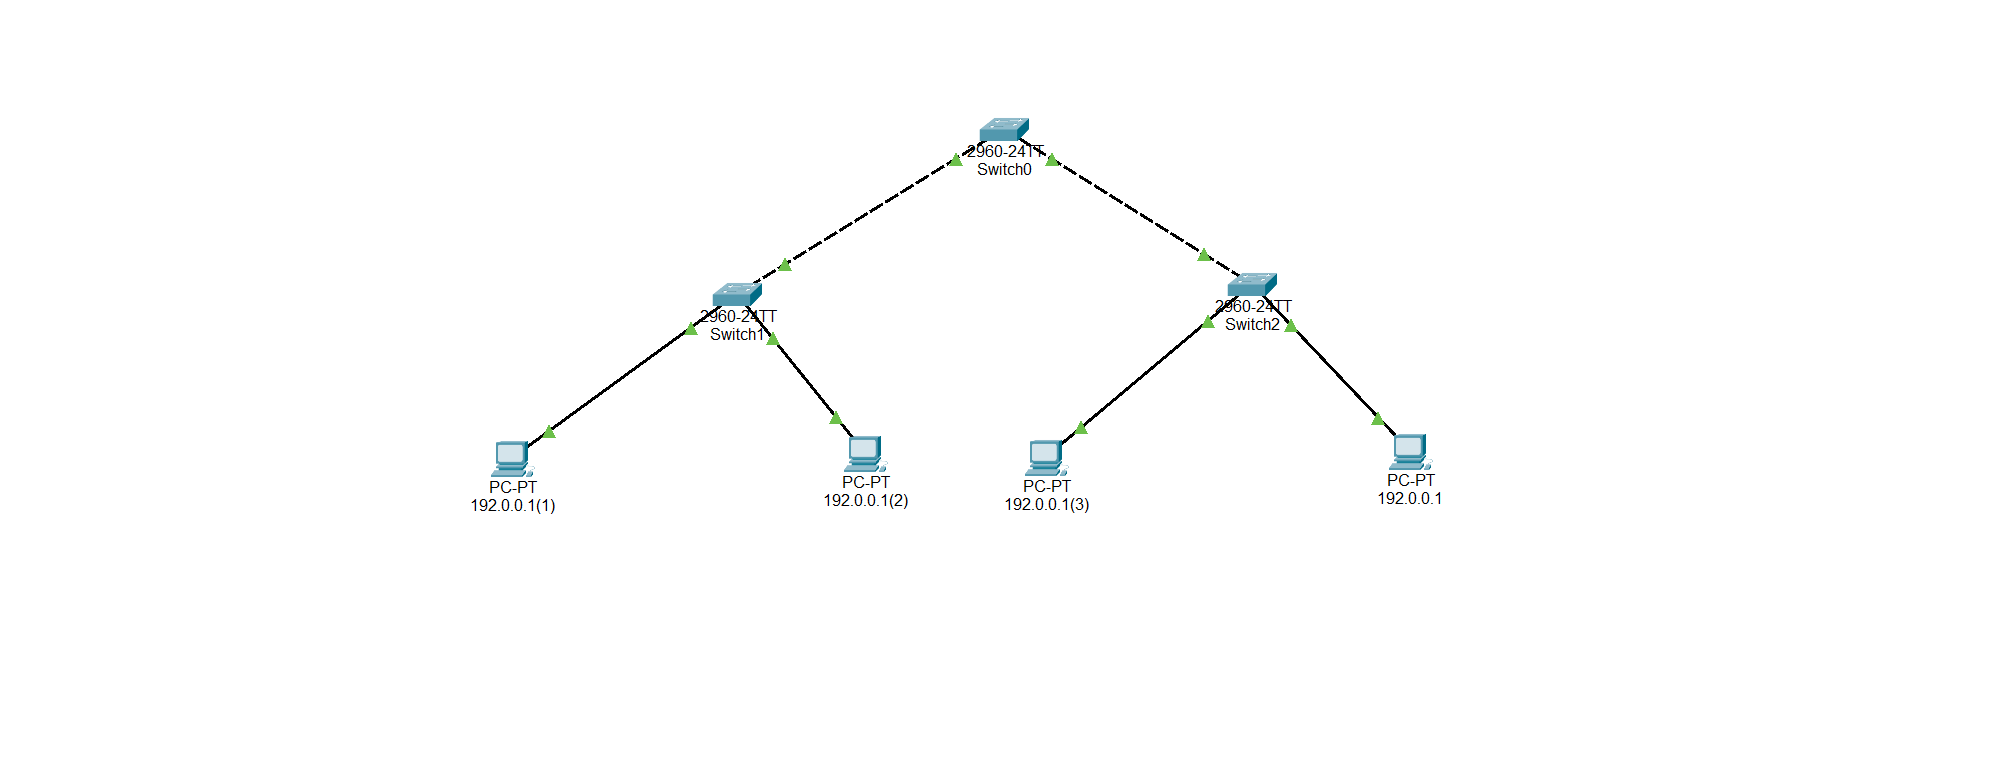 2960-24TT
Switch0
2960-24TT
Switch1
2960-24TT
Switch2
PC-PT
192.0.0.1(1)
PC-PT
192.0.0.1(2)
PC-PT
192.0.0.1(3)
PC-PT
192.0.0.1